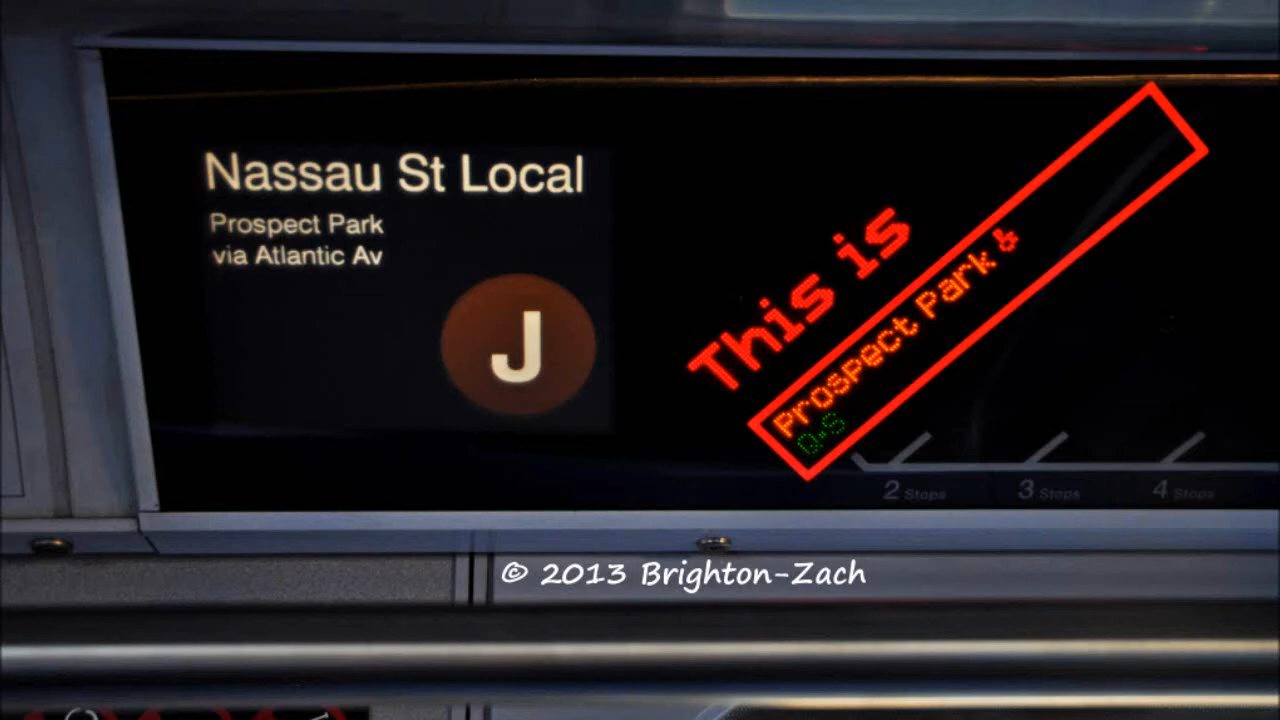 Nassau St Local
Prospect Park
via Atlantic Av
J
This is
Prospect Park &
Q•S
2 Stops
3 Stops
4 Stops
© 2013 Brighton-Zach